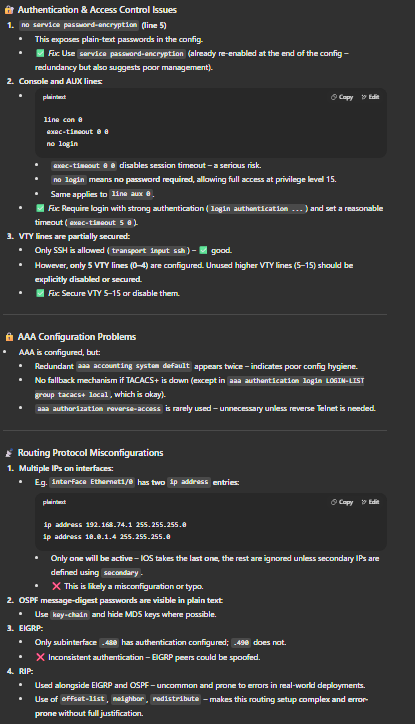 🔐 Authentication & Access Control Issues
1. no service password-encryption (line 5)
• This exposes plain-text passwords in the config.
• ✅ Fix: Use service password-encryption (already re-enabled at the end of the config –
redundancy but also suggests poor management).
2. Console and AUX lines:
plaintext Copy Edit
line con 0
exec-timeout 0 0
no login
• exec-timeout 0 0 disables session timeout – a serious risk.
• no login means no password required, allowing full access at privilege level 15.
• Same applies to line aux 0.
• ✅ Fix: Require login with strong authentication (login authentication ...) and set a reasonable
timeout (exec-timeout 5 0).
3. VTY lines are partially secured:
• Only SSH is allowed (transport input ssh) – ✅ good.
• However, only 5 VTY lines (0–4) are configured. Unused higher VTY lines (5–15) should be
explicitly disabled or secured.
• ✅ Fix: Secure VTY 5–15 or disable them.
🔒 AAA Configuration Problems
• AAA is configured, but:
• Redundant aaa accounting system default appears twice – indicates poor config hygiene.
• No fallback mechanism if TACACS+ is down (except in aaa authentication login LOGIN-LIST
group tacacs+ local, which is okay).
• aaa authorization reverse-access is rarely used – unnecessary unless reverse Telnet is needed.
📡 Routing Protocol Misconfigurations
1. Multiple IPs on interfaces:
• E.g. interface Ethernet1/0 has two ip address entries:
plaintext Copy Edit
ip address 192.168.74.1 255.255.255.0
ip address 10.0.1.4 255.255.255.0
• Only one will be active – IOS takes the last one, the rest are ignored unless secondary IPs are
defined using secondary.
• ❌ This is likely a misconfiguration or typo.
2. OSPF message-digest passwords are visible in plain text:
• Use key-chain and hide MD5 keys where possible.
3. EIGRP:
• Only subinterface .480 has authentication configured; .490 does not.
• ❌ Inconsistent authentication – EIGRP peers could be spoofed.
4. RIP:
• Used alongside EIGRP and OSPF – uncommon and prone to errors in real-world deployments.
• Use of offset-list, neighbor, redistribute – makes this routing setup complex and error-
prone without full justification.